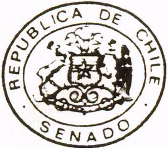 REPUBLICA DE CHILE
SENADO